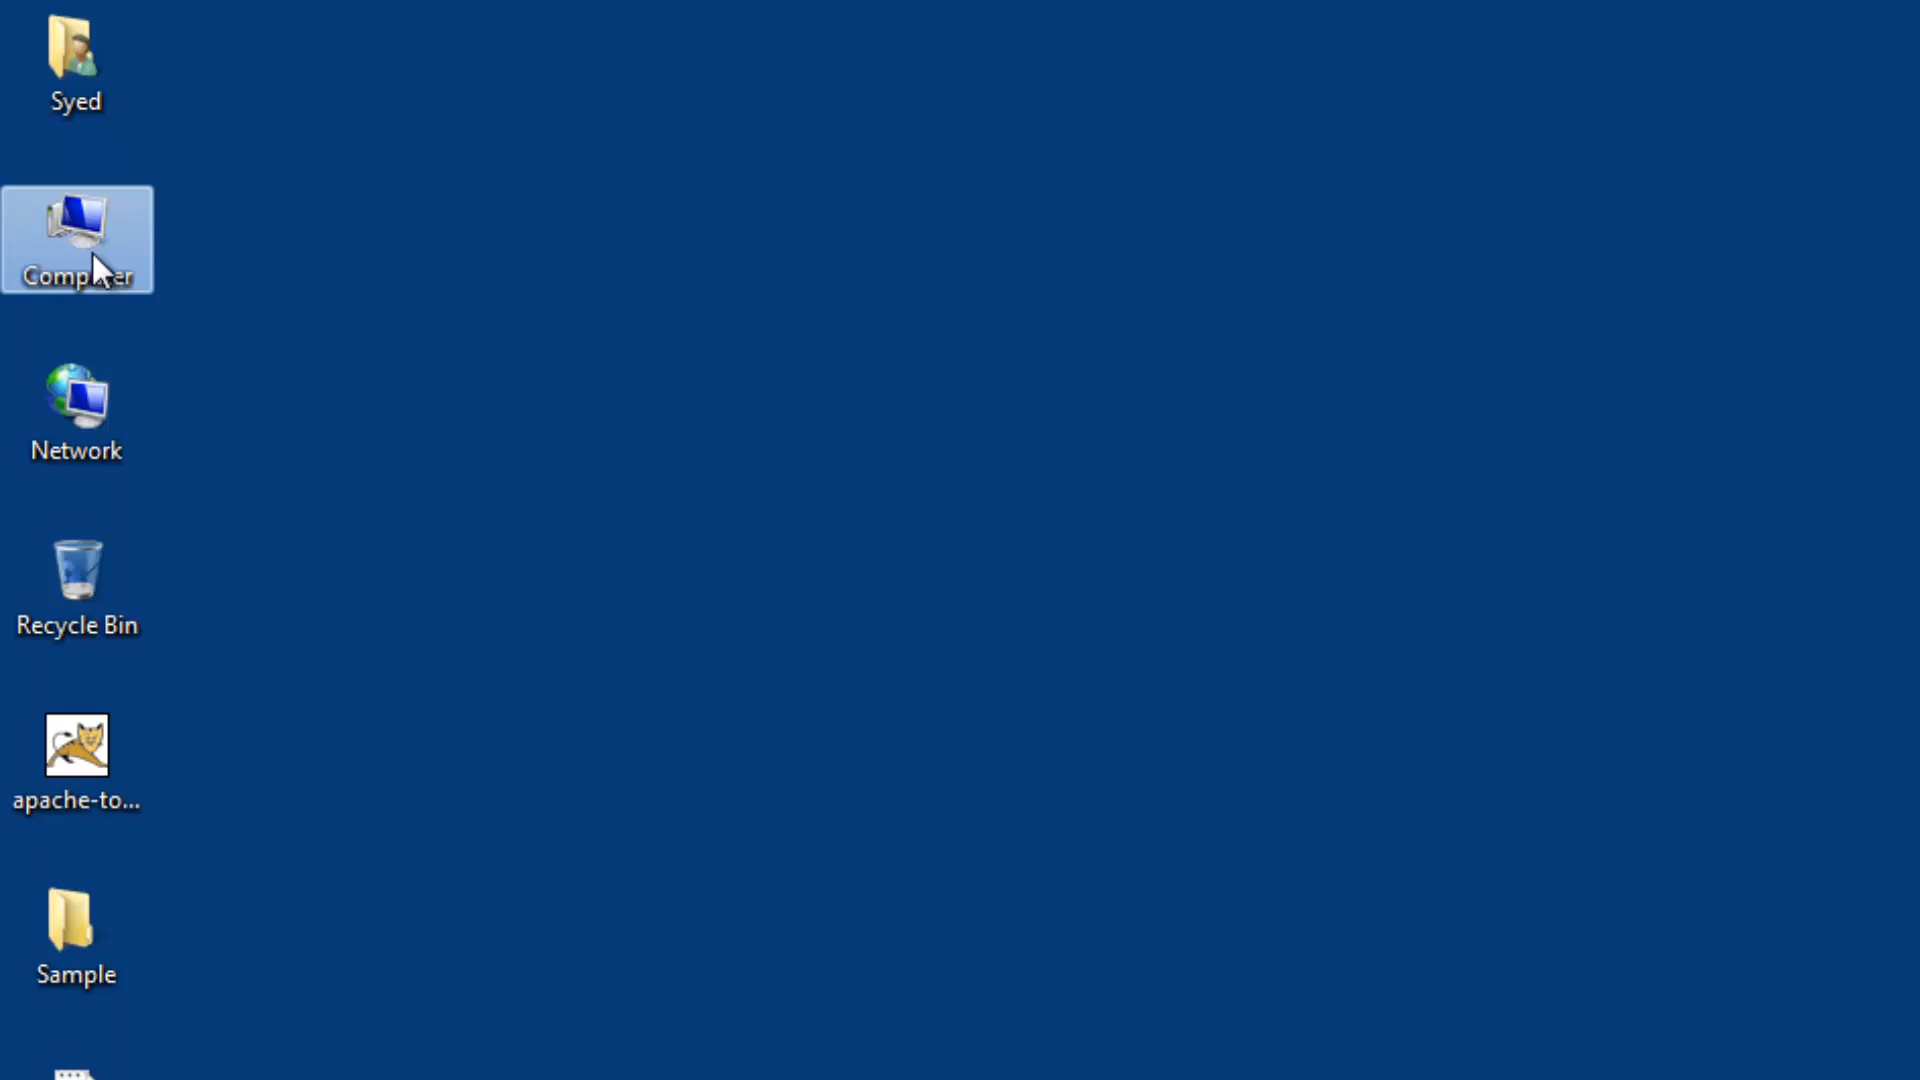 Syed
Computer
Network
Recycle Bin
apache-to...
Sample